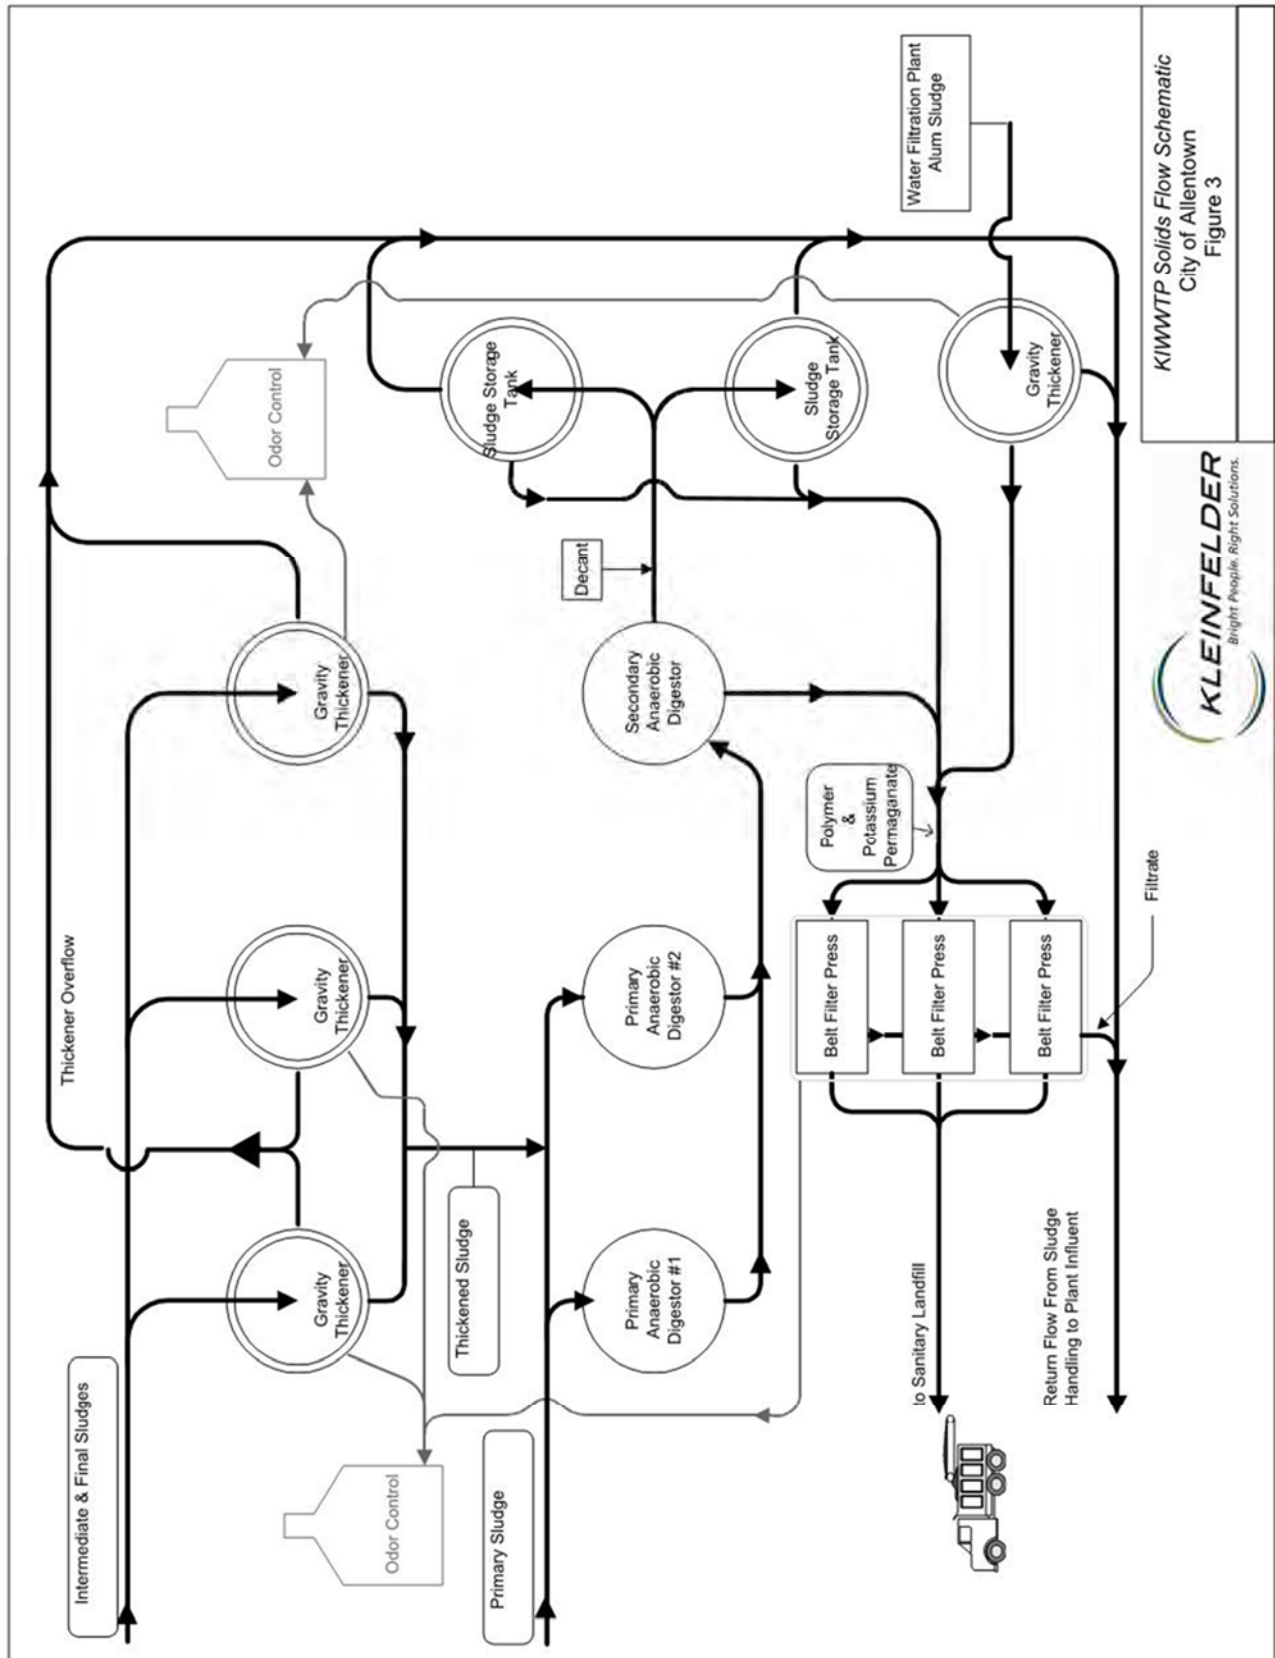 Intermediate & Final Sludges
Thickener Overflow
Odor Control
Gravity
Thickener
Gravity
Thickener
Gravity
Thickener
Odor Control
Thickened Sludge
Primary Sludge
Primary
Anaerobic
Digestor #1
Primary
Anaerobic
Digestor #2
Secondary
Anaerobic
Digestor
Decant
Sludge Storage
Tank
Polymer
&
Potassium
Permaganate
Sludge
Storage Tank
Belt Filter Press
Belt Filter Press
Belt Filter Press
to Sanitary Landfill
Water Filtration Plant
Alum Sludge
Gravity
Thickener
Return Flow From Sludge
Handling to Plant Influent
Filtrate
KLEINFELDER
Bright People. Right Solutions.
KIWWTP Solids Flow Schematic
City of Allentown
Figure 3